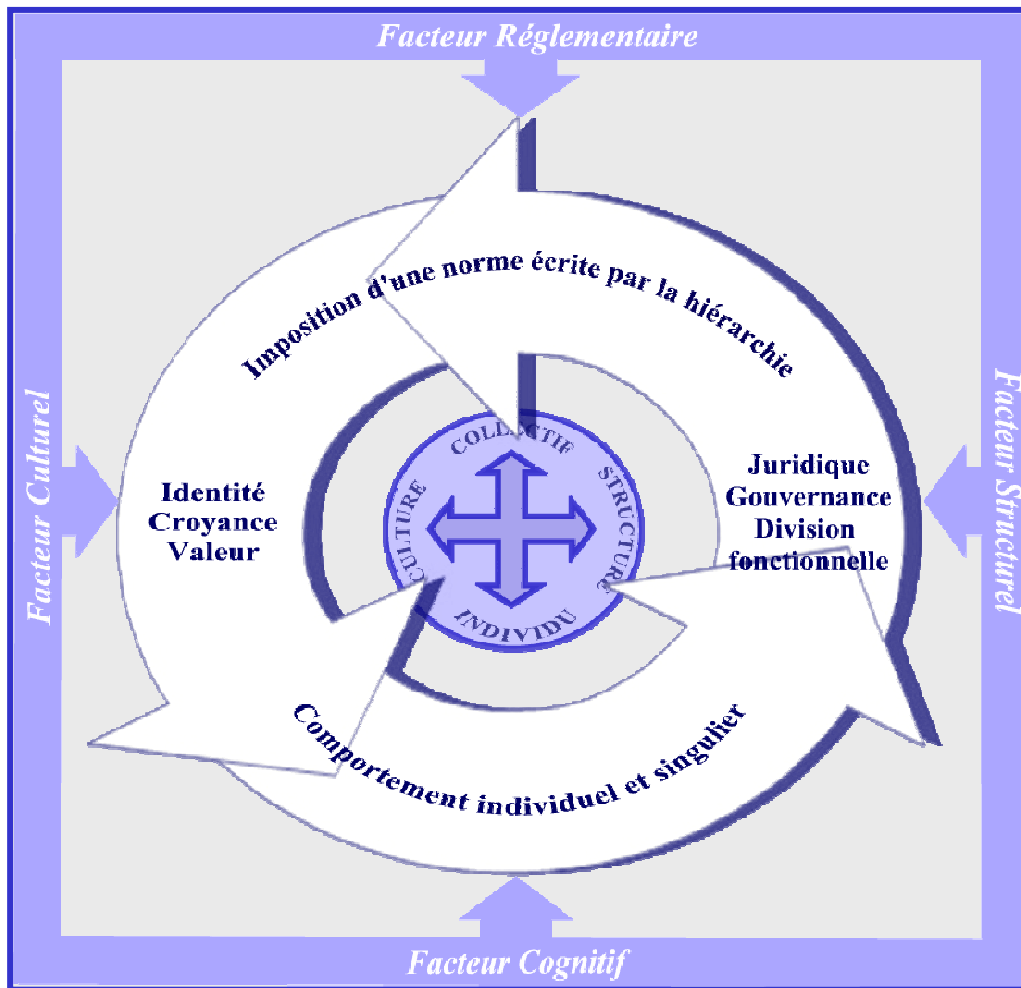 Facteur Réglementaire
Imposition d'une norme écrite par la hiérarchie
Facteur Culturel
Identité
Croyance
Valeur
COLLECTIF
CULTURE
STRUCTURE
INDIVIDU
Juridique
Gouvernance
Division
fonctionnelle
Facteur Structurel
Comportement individuel et singulier
Facteur Cognitif